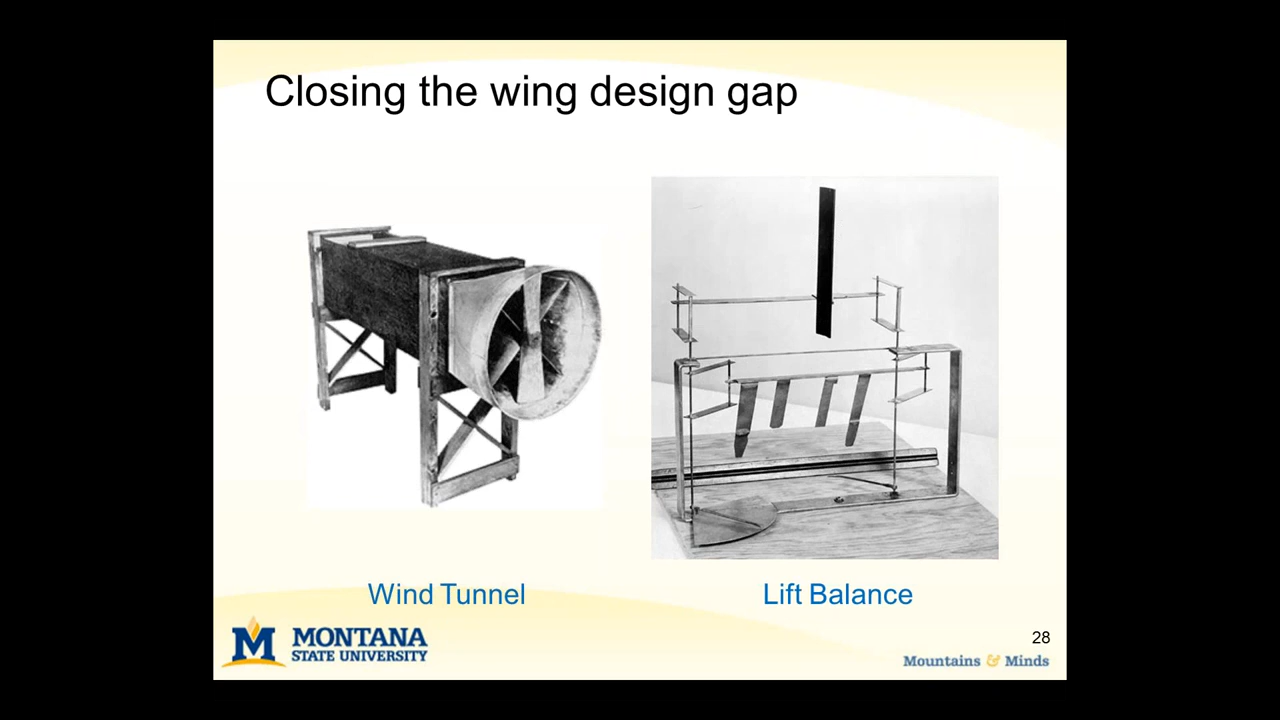 Closing the wing design gap
Wind Tunnel
Lift Balance
M MONTANA
STATE UNIVERSITY
28
Mountains & Minds